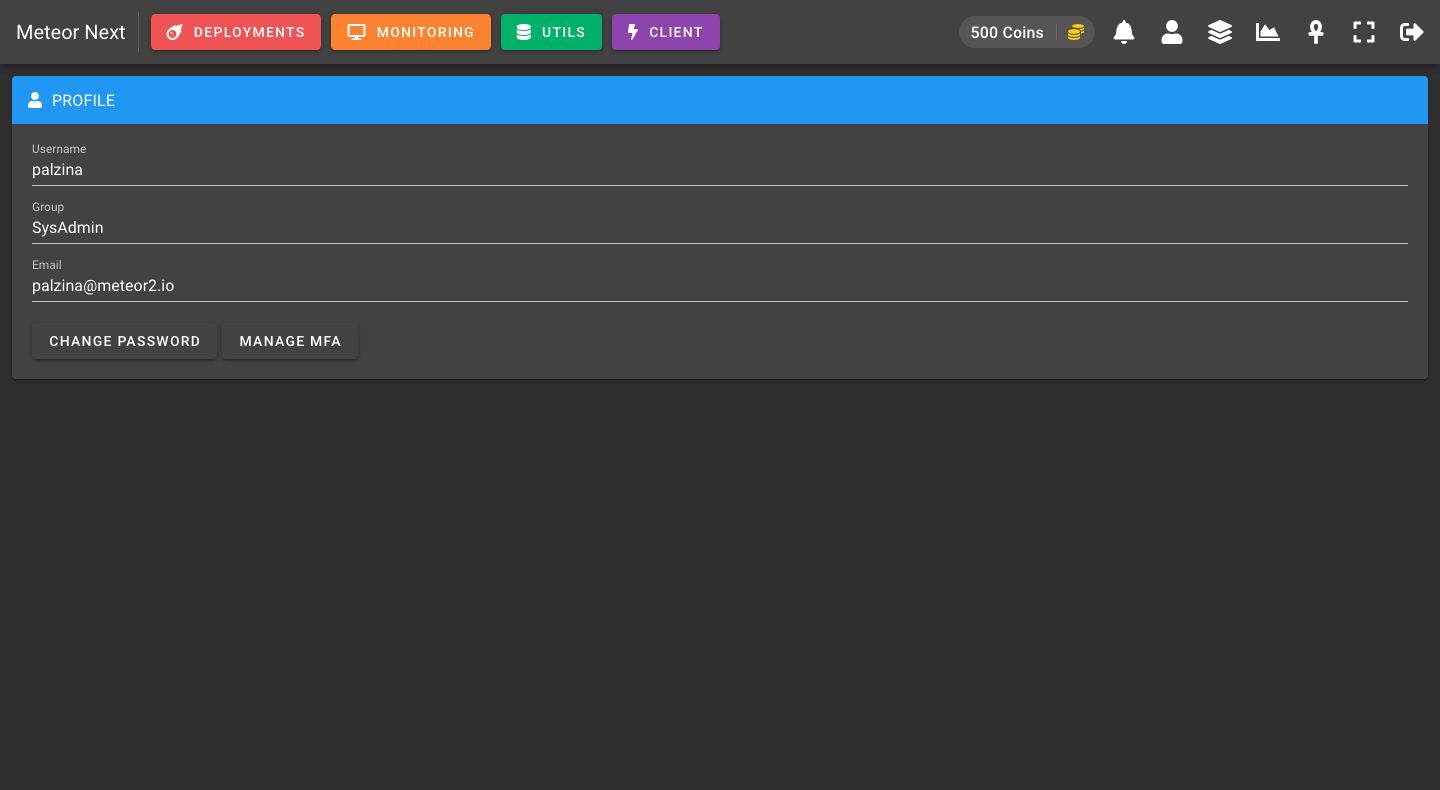 Meteor Next DEPLOYMENTS MONITORING UTILS CLIENT 500 Coins
PROFILE
Username
palzina
Group
SysAdmin
Email
palzina@meteor2.io
CHANGE PASSWORD MANAGE MFA